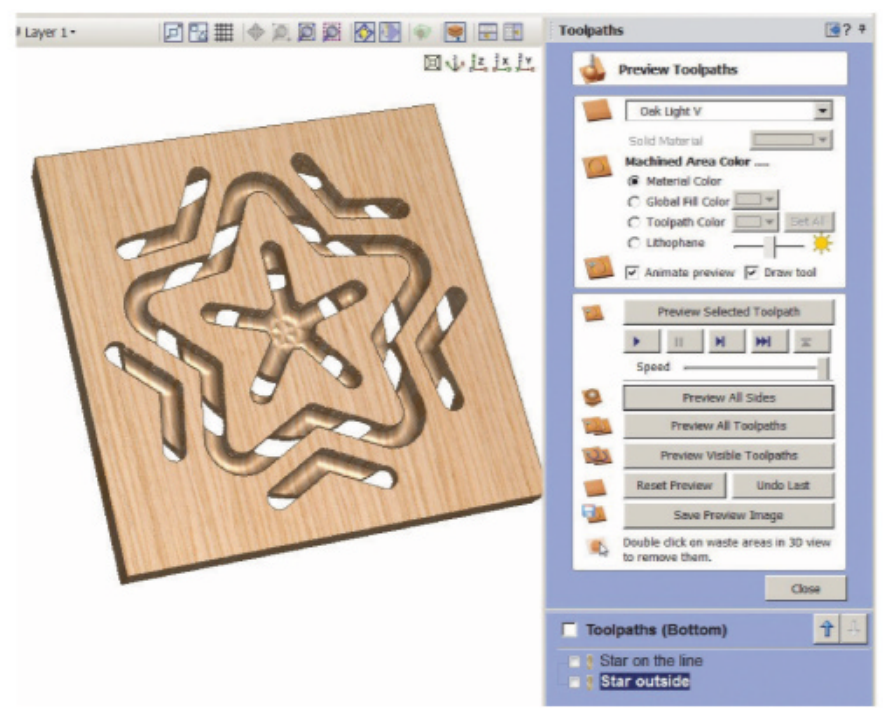 Layer 1
Toolpaths
?
z x y
Preview Toolpaths
Oak Light V
Solid Material
Machined Area Color ....
Material Color
Global Fill Color
Toolpath Color Set All
Lithophane
Animate preview Draw tool
Preview Selected Toolpath
Speed
Preview All Sides
Preview All Toolpaths
Preview Visible Toolpaths
Reset Preview Undo Last
Save Preview Image
Double click on waste areas in 3D view
to remove them.
Close
Toolpaths (Bottom)
Star on the line
Star outside